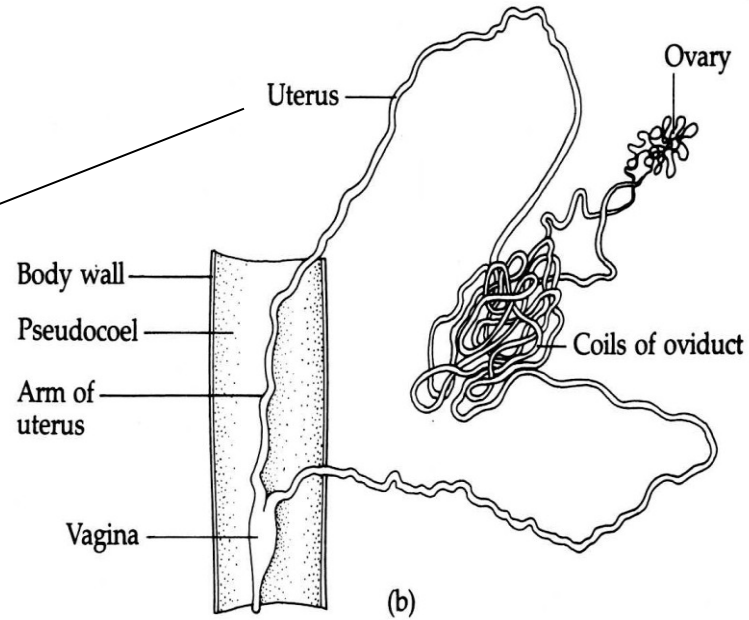 Ovary
Uterus
Body wall
Pseudocoel
Coils of oviduct
Arm of
uterus
Vagina
(b)